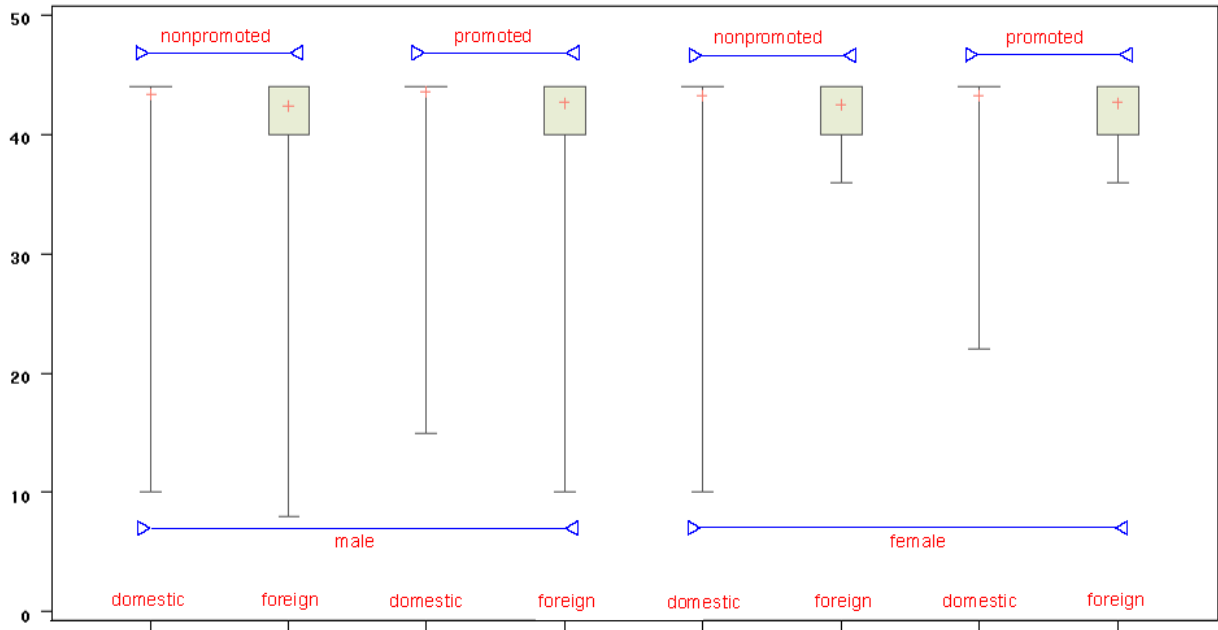 50
nonpromoted promoted nonpromoted promoted
40
30
20
10
male female
domestic foreign domestic foreign domestic foreign domestic foreign
0